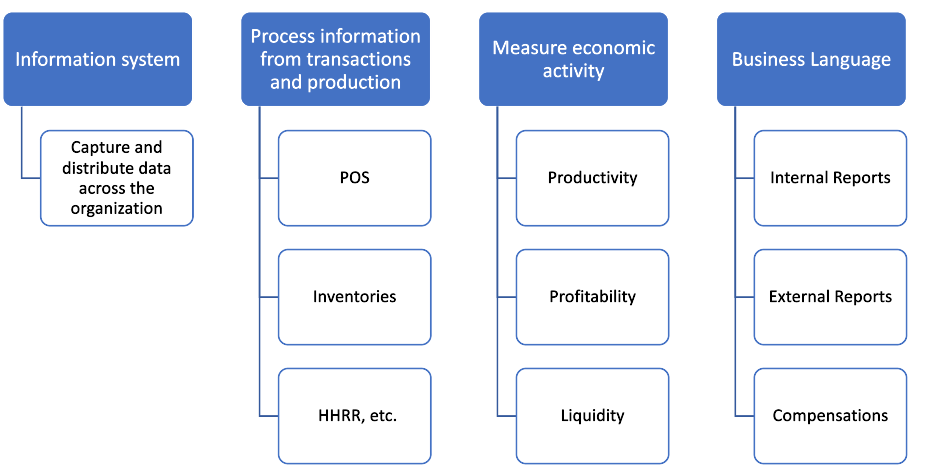 Information system
Capture and
distribute data
across the
organization
Process information
from transactions
and production
POS
Inventories
HHRR, etc.
Measure economic
activity
Productivity
Profitability
Liquidity
Business Language
Internal Reports
External Reports
Compensations